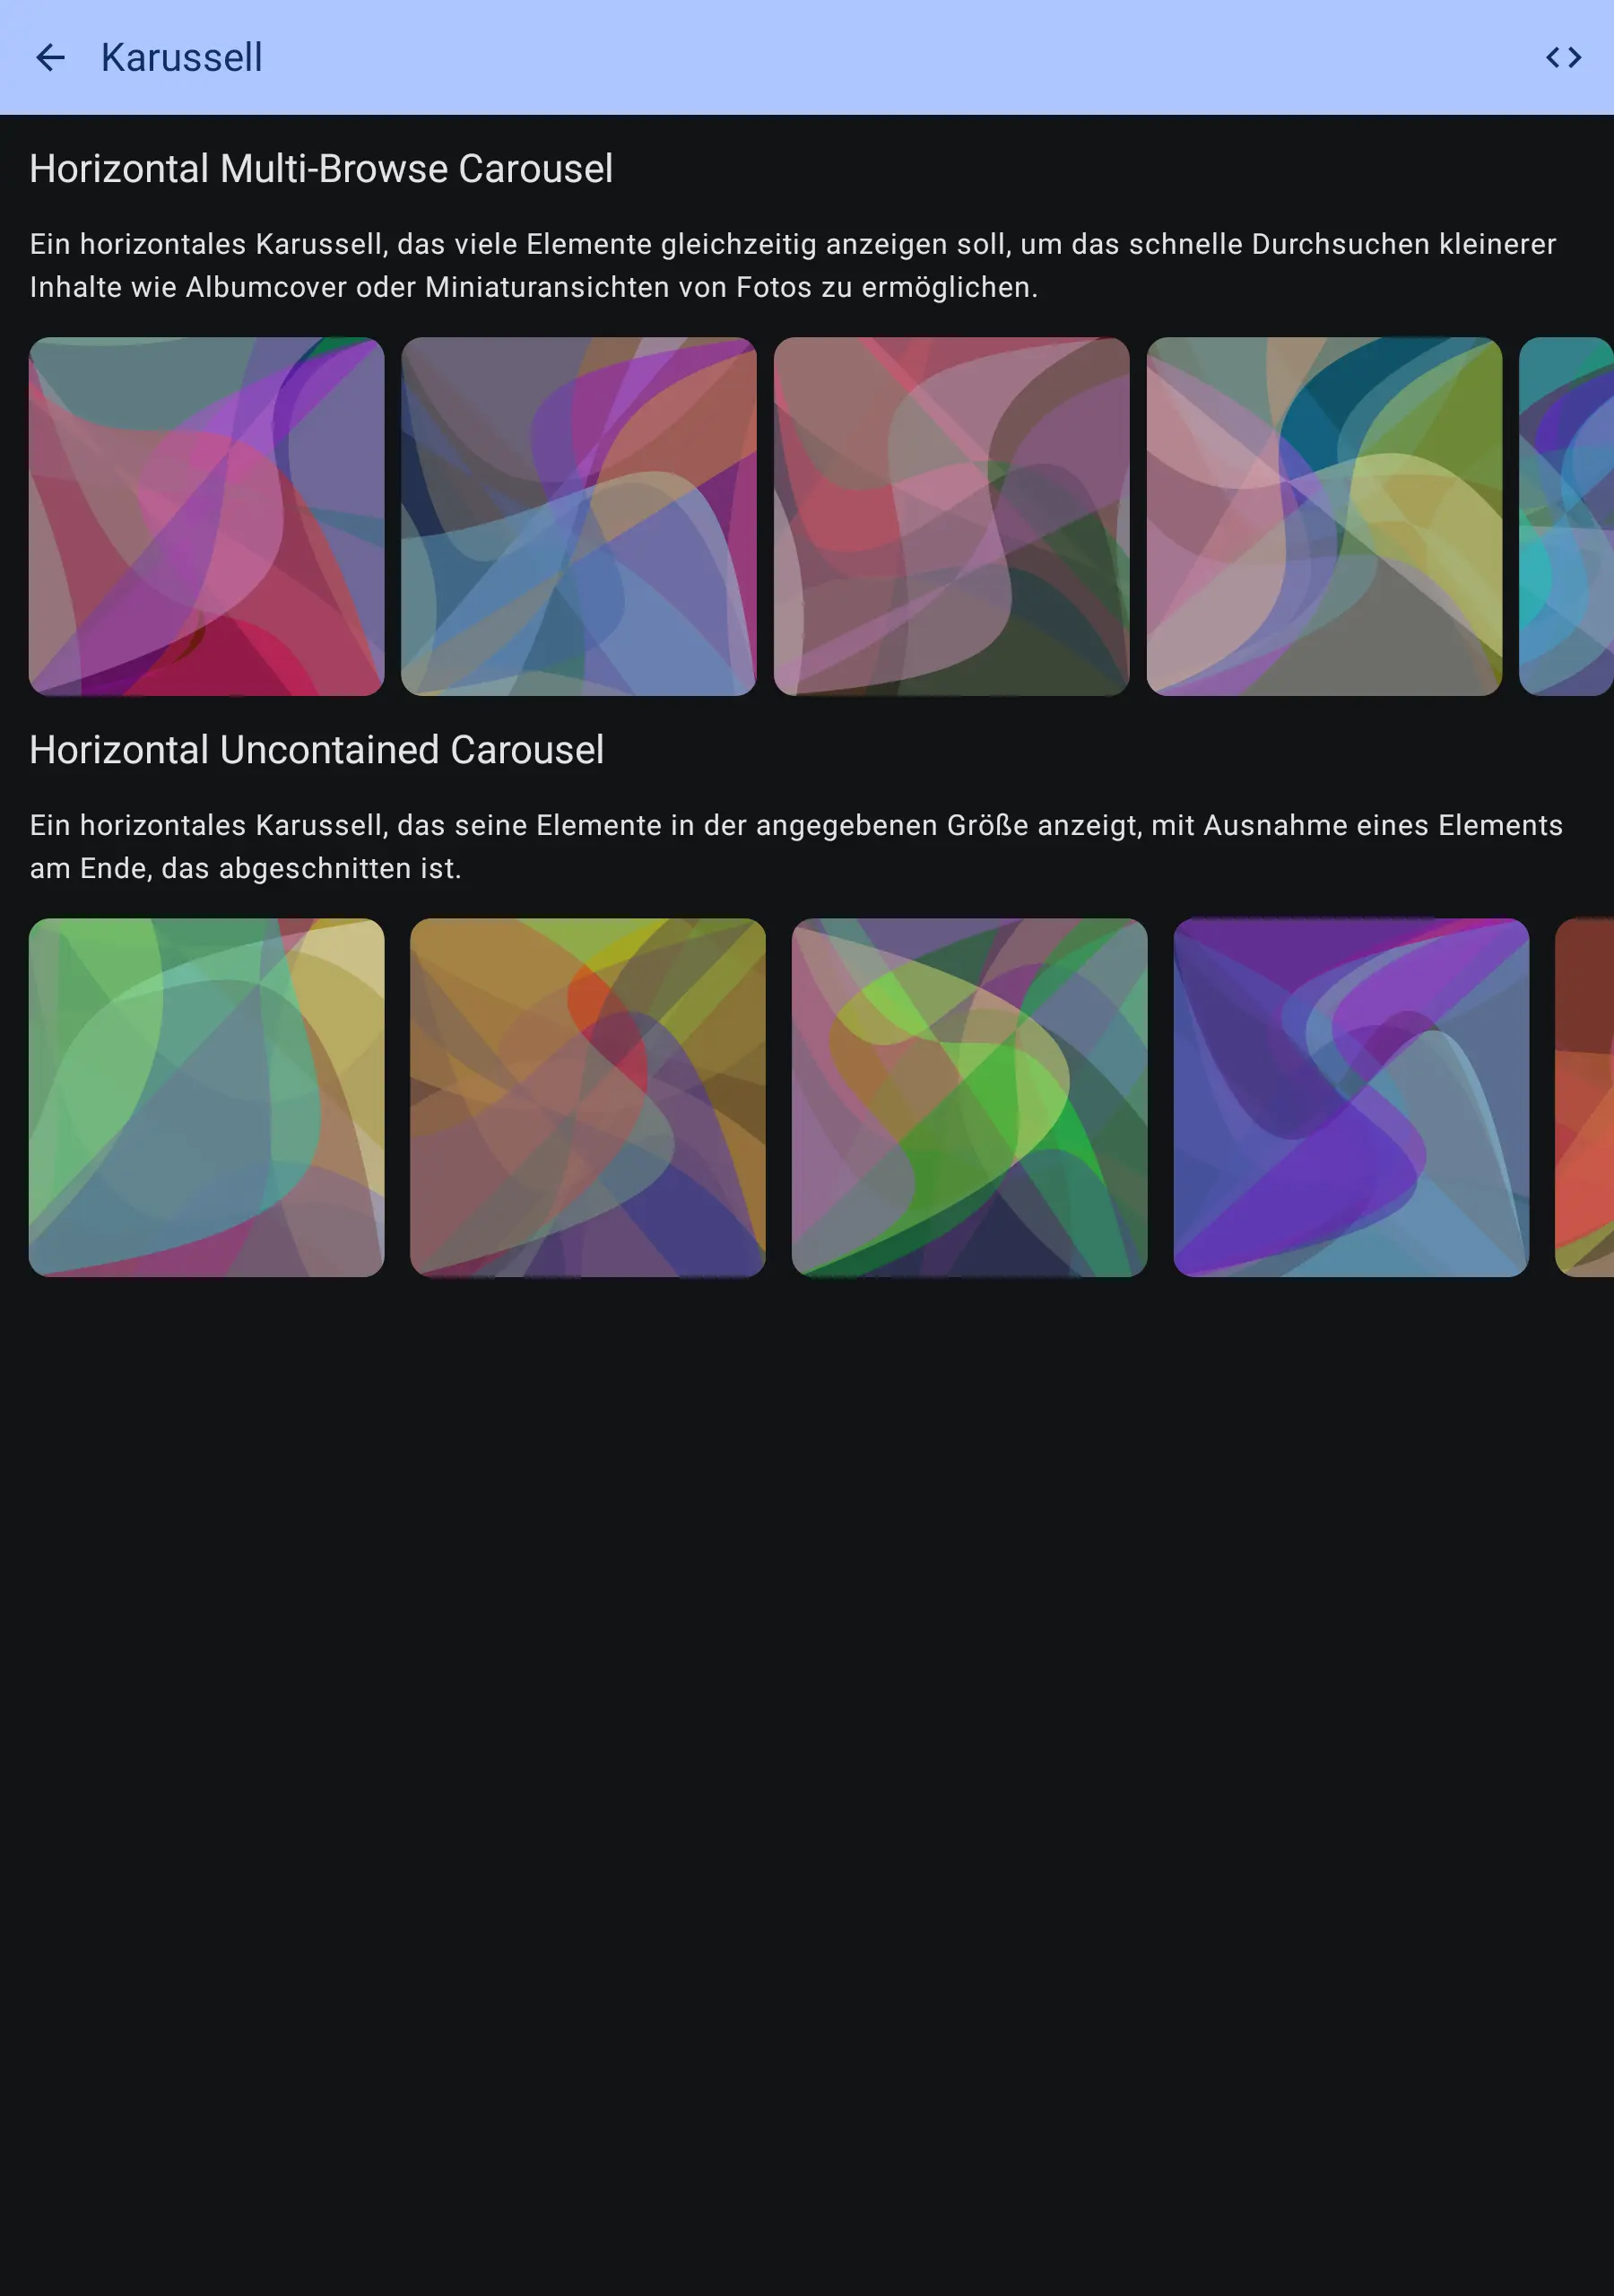 Karussell
Horizontal Multi-Browse Carousel
Ein horizontales Karussell, das viele Elemente gleichzeitig anzeigen soll, um das schnelle Durchsuchen kleinerer
Inhalte wie Albumcover oder Miniaturansichten von Fotos zu ermöglichen.
Horizontal Uncontained Carousel
Ein horizontales Karussell, das seine Elemente in der angegebenen Größe anzeigt, mit Ausnahme eines Elements
am Ende, das abgeschnitten ist.